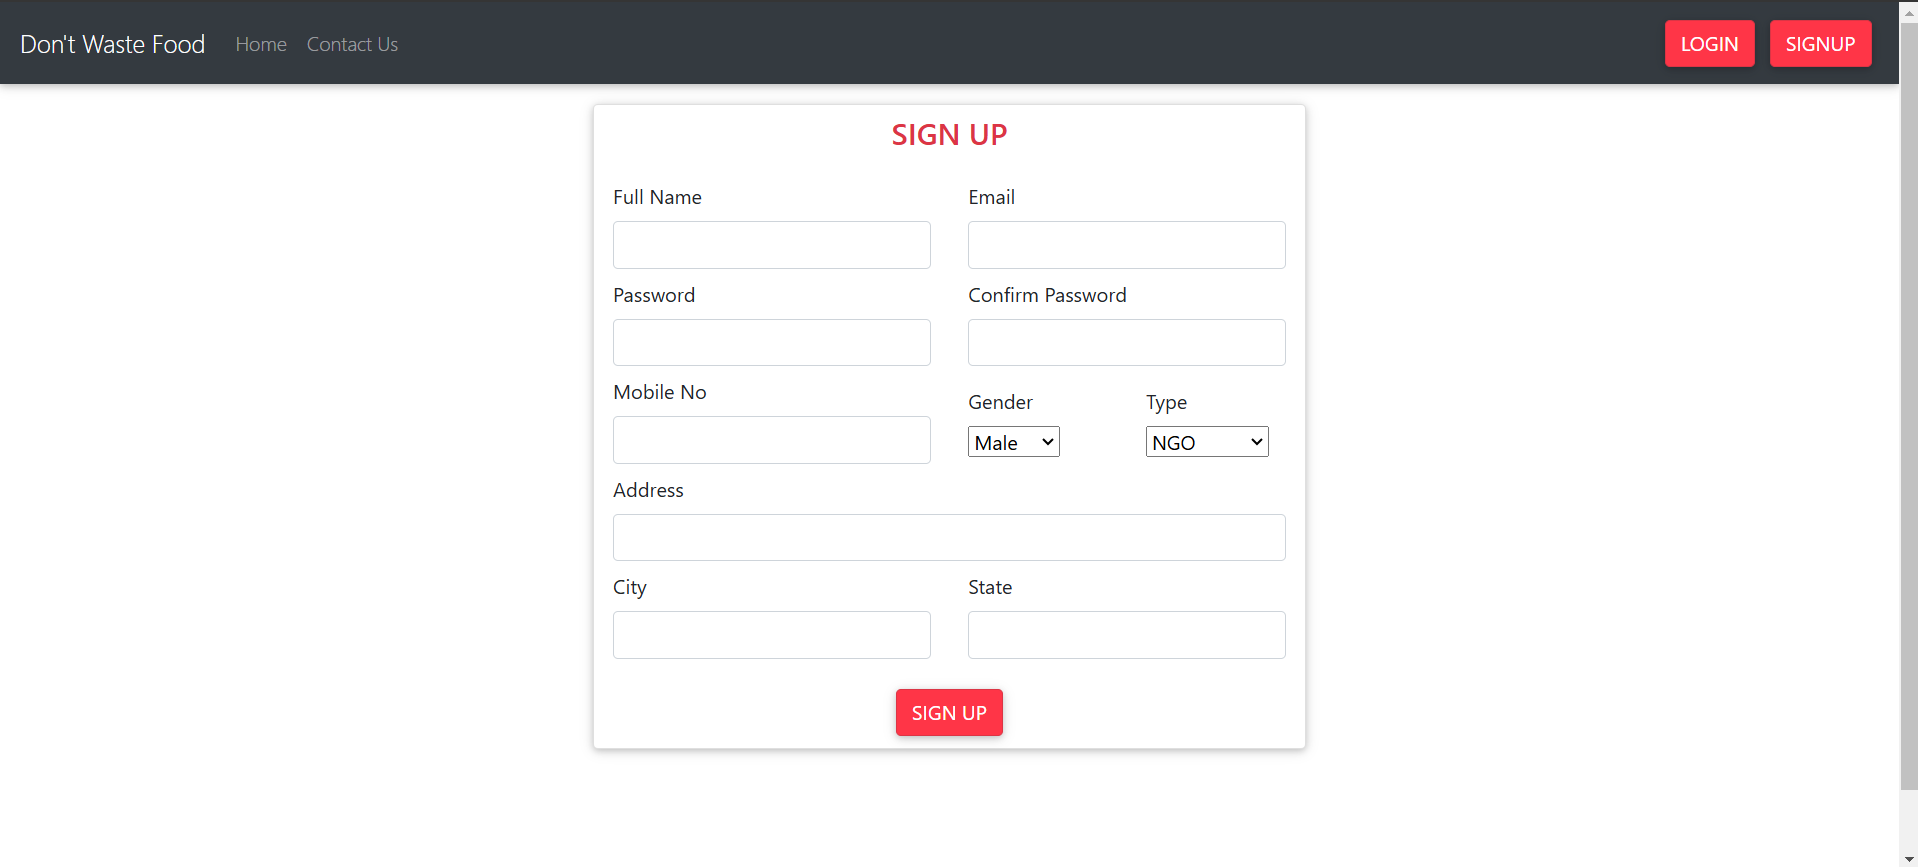 Don't Waste Food Home Contact Us LOGIN SIGNUP
SIGN UP
Full Name Email
Password Confirm Password
Mobile No Gender Type
Male NGO
Address
City State
SIGN UP